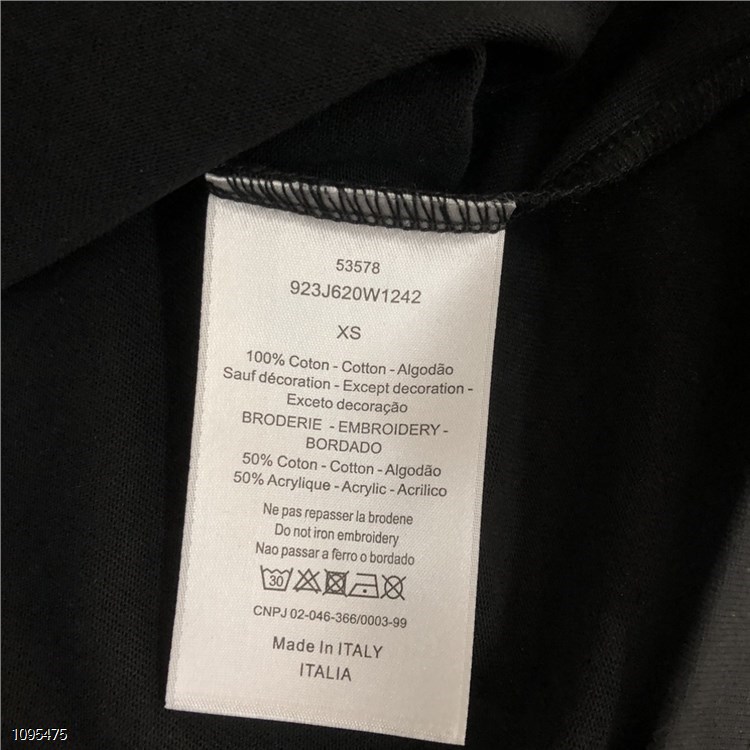 53578
923J620W1242
XS
100% Coton - Cotton - Algodão
Sauf décoration - Except decoration -
Exceto decoração
BRODERIE - EMBROIDERY -
BORDADO
50% Coton - Cotton - Algodão
50% Acrylique - Acrylic - Acrilico
Ne pas repasser la brodene
Do not iron embroidery
Nao passar a ferro o bordado
30
CNPJ 02-046-366/0003-99
Made In ITALY
ITALIA
1095475